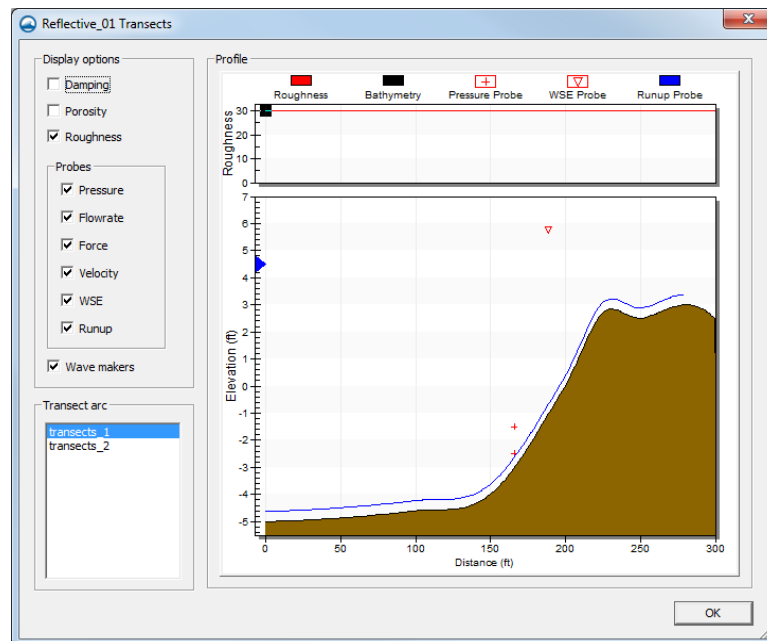 Reflective_01 Transects
Display options
Damping
Porosity
Roughness
Probes
Pressure
Flowrate
Force
Velocity
WSE
Runup
Wave makers
Transect arc
transects_1
transects_2
Profile
Roughness Bathymetry Pressure Probe WSE Probe Runup Probe
Roughness
30
20
10
0
Elevation (ft)
7
6
5
4
3
2
1
0
-1
-2
-3
-4
-5
0 50 100 150 200 250 300
Distance (ft)
OK